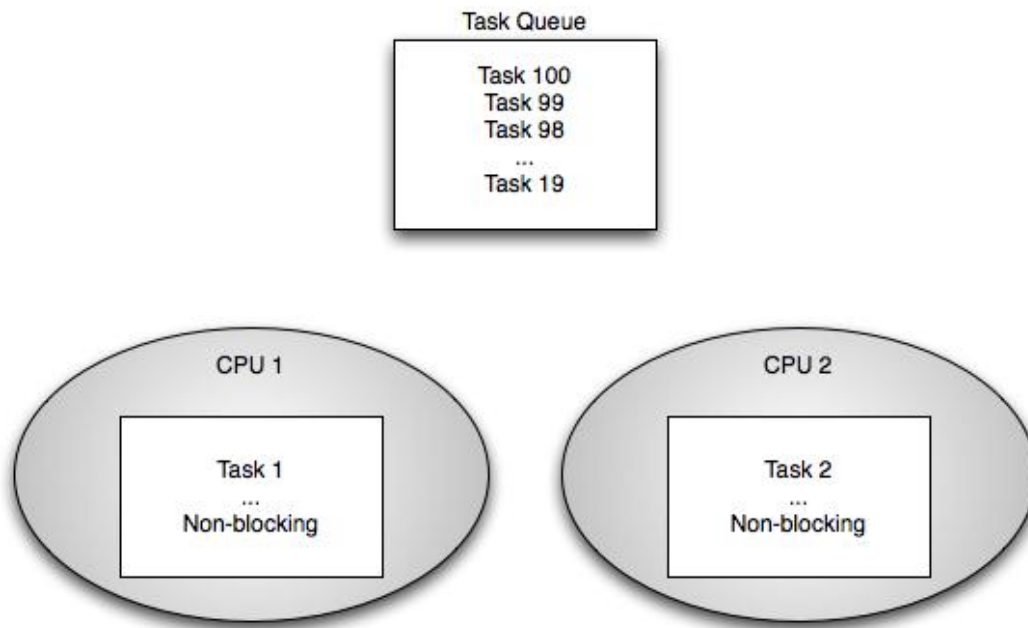 Task Queue
Task 100
Task 99
Task 98
...
Task 19
CPU 1
Task 1
...
Non-blocking
CPU 2
Task 2
...
Non-blocking